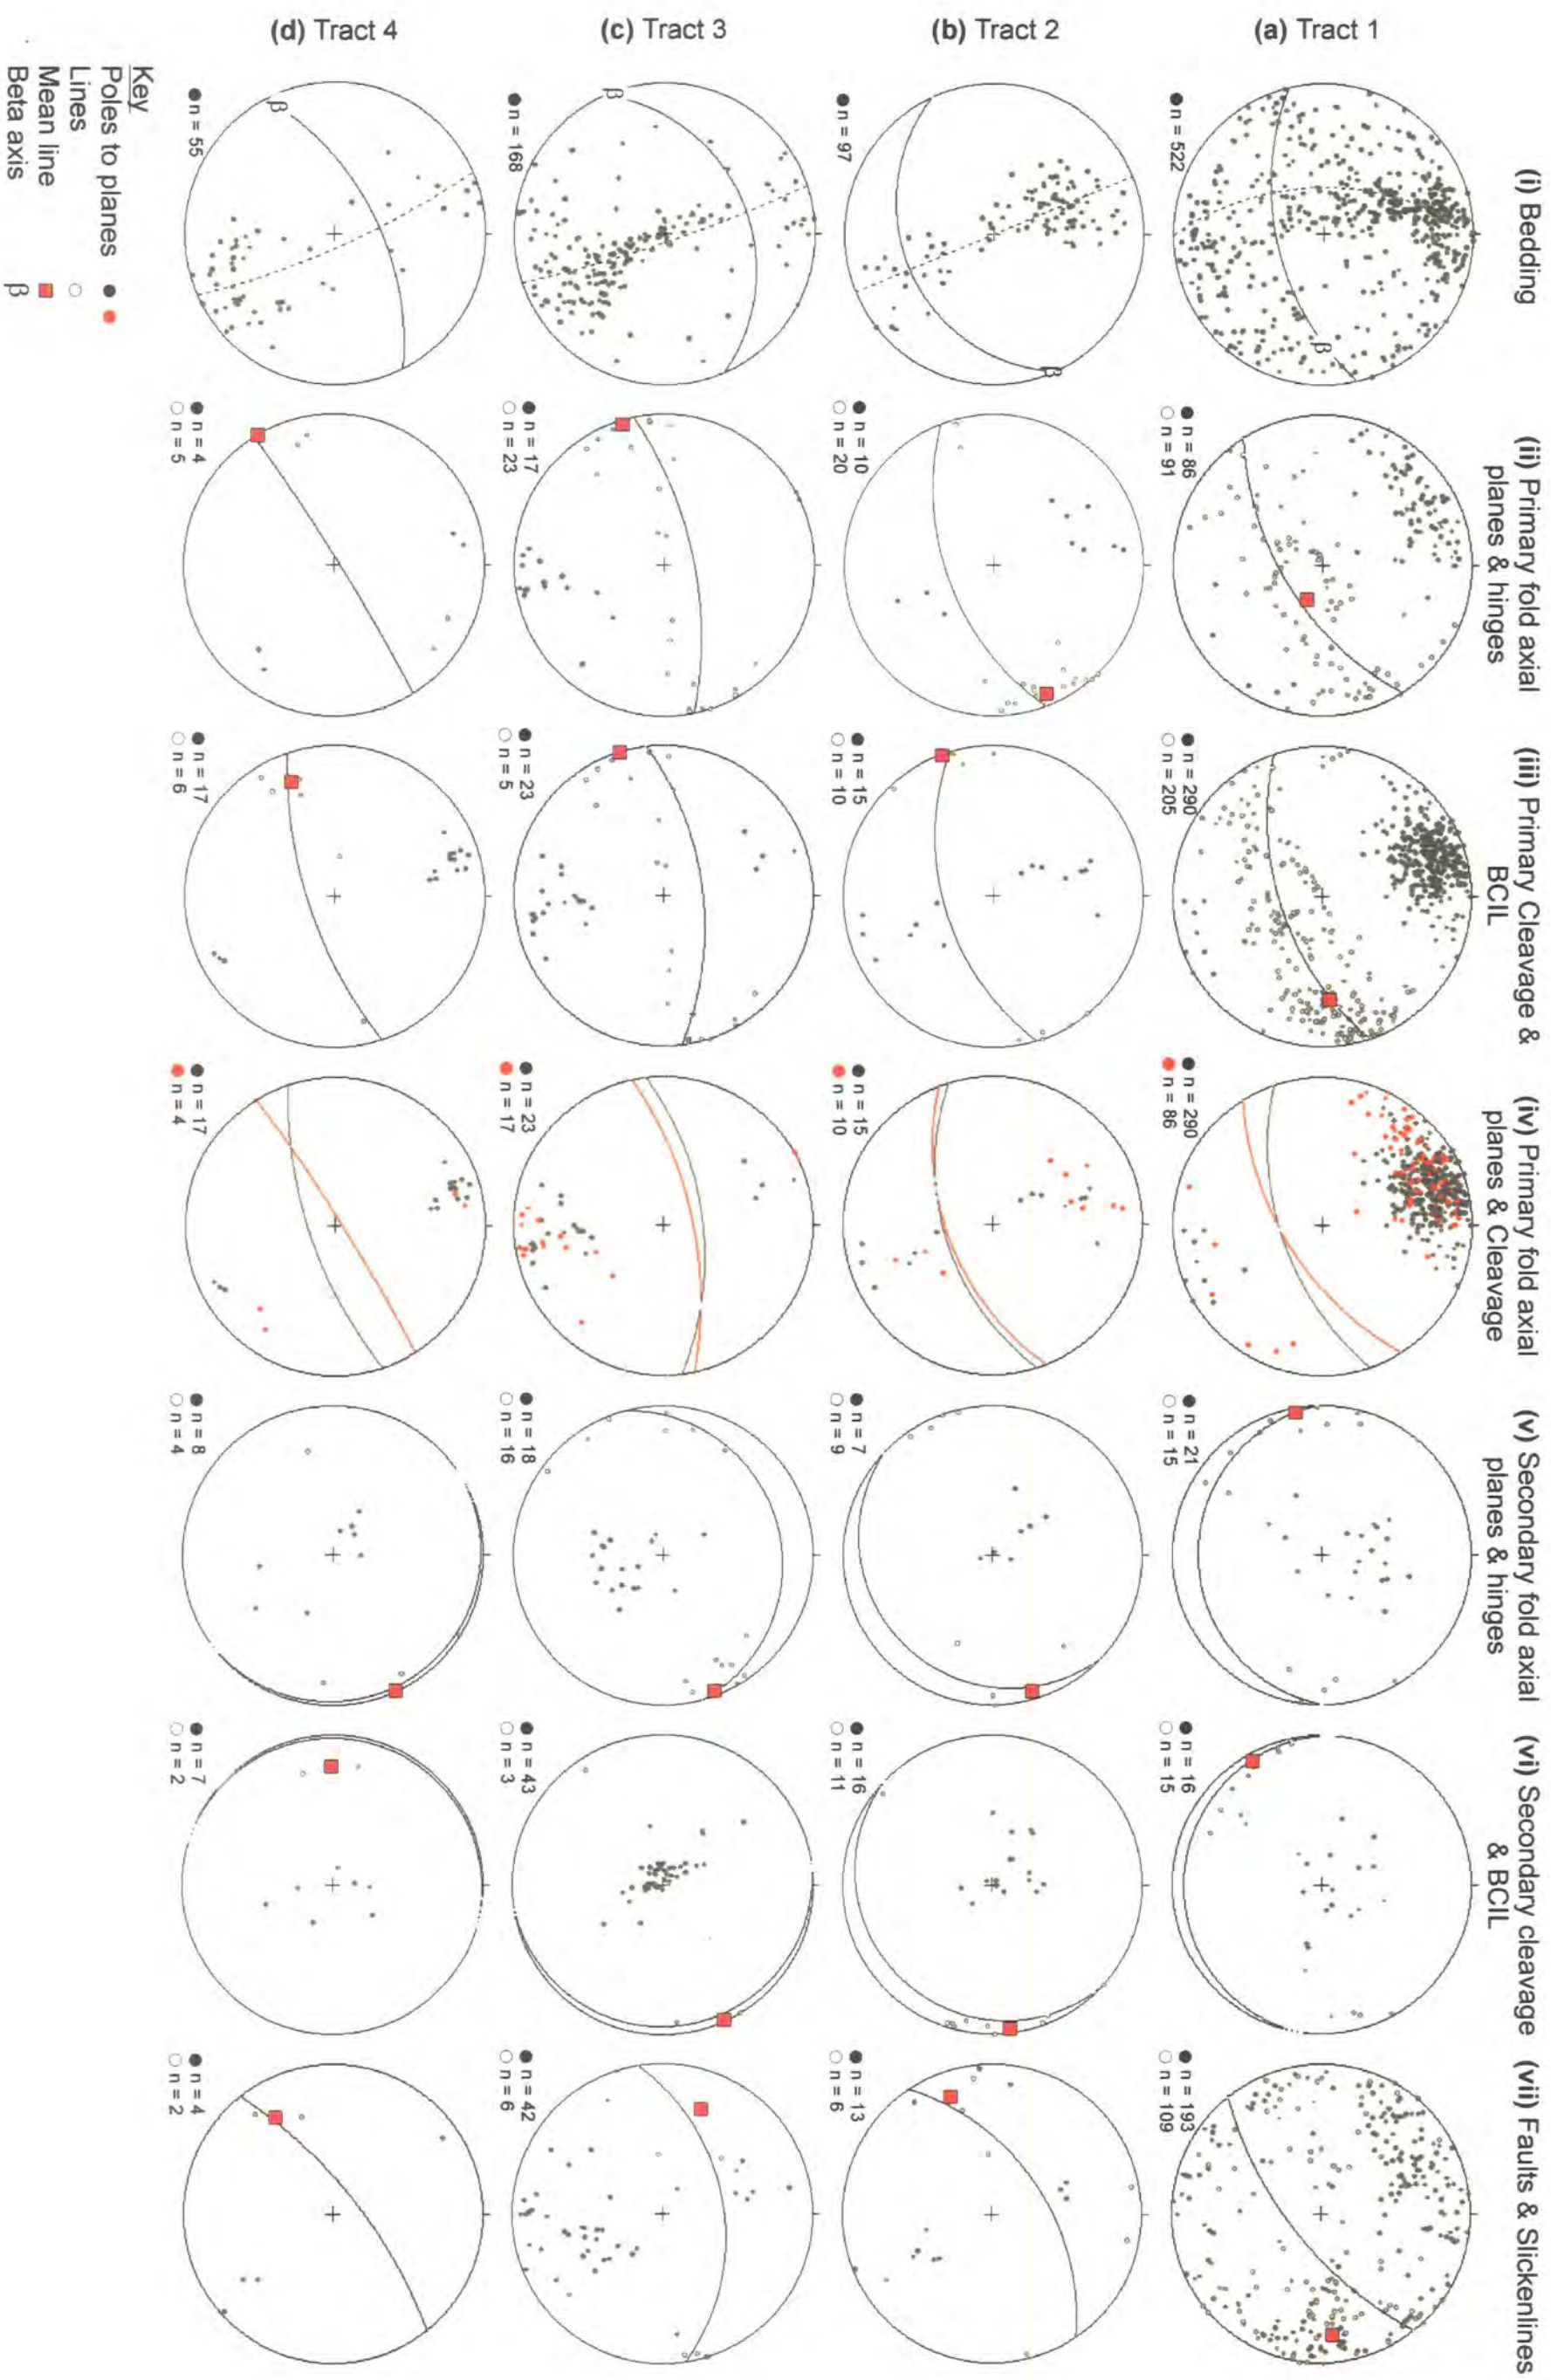 (i) Bedding
(ii) Primary fold axial
planes & hinges
(iii) Primary Cleavage &
BCIL
(iv) Primary fold axial
planes & Cleavage
(v) Secondary fold axial
planes & hinges
(vi) Secondary cleavage
& BCIL
(vii) Faults & Slickenlines
(a) Tract 1
β
● n = 522
● n = 86
○ n = 91
● n = 290
○ n = 205
● n = 290
● n = 86
● n = 21
○ n = 15
● n = 16
○ n = 15
● n = 193
○ n = 109
(b) Tract 2
β
● n = 97
● n = 10
○ n = 20
● n = 15
○ n = 10
● n = 15
● n = 10
● n = 7
○ n = 9
● n = 16
○ n = 11
● n = 13
○ n = 6
(c) Tract 3
β
● n = 168
● n = 17
○ n = 23
● n = 23
○ n = 5
● n = 23
● n = 17
● n = 18
○ n = 16
● n = 43
○ n = 3
● n = 42
○ n = 6
(d) Tract 4
β
● n = 55
● n = 4
○ n = 5
● n = 17
○ n = 6
● n = 17
● n = 4
● n = 8
○ n = 4
● n = 7
○ n = 2
● n = 4
○ n = 2
Key
Poles to planes ● ●
Lines ○
Mean line ■
Beta axis β